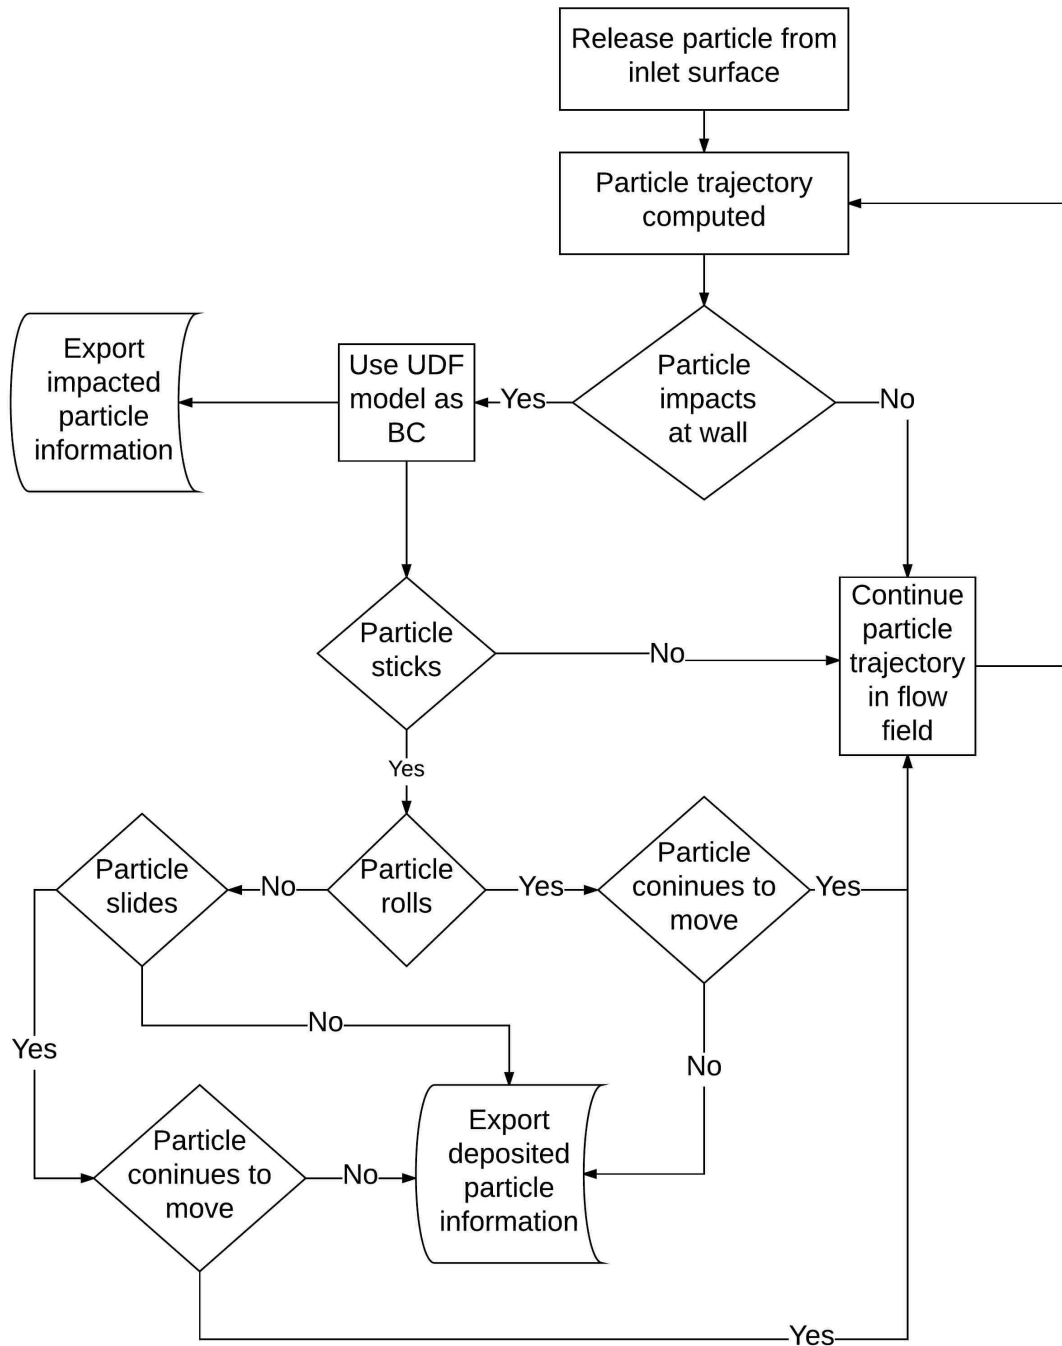 Release particle from
inlet surface
Particle trajectory
computed
Export
impacted
particle
information
Use UDF
model as
BC
Yes
Particle
impacts
at wall
No
Particle
sticks
No
Continue
particle
trajectory
in flow
field
Yes
Particle
slides
No
Particle
rolls
Yes
Particle
coninues to
move
Yes
No
Yes
No
Particle
coninues to
move
No
Export
deposited
particle
information
Yes